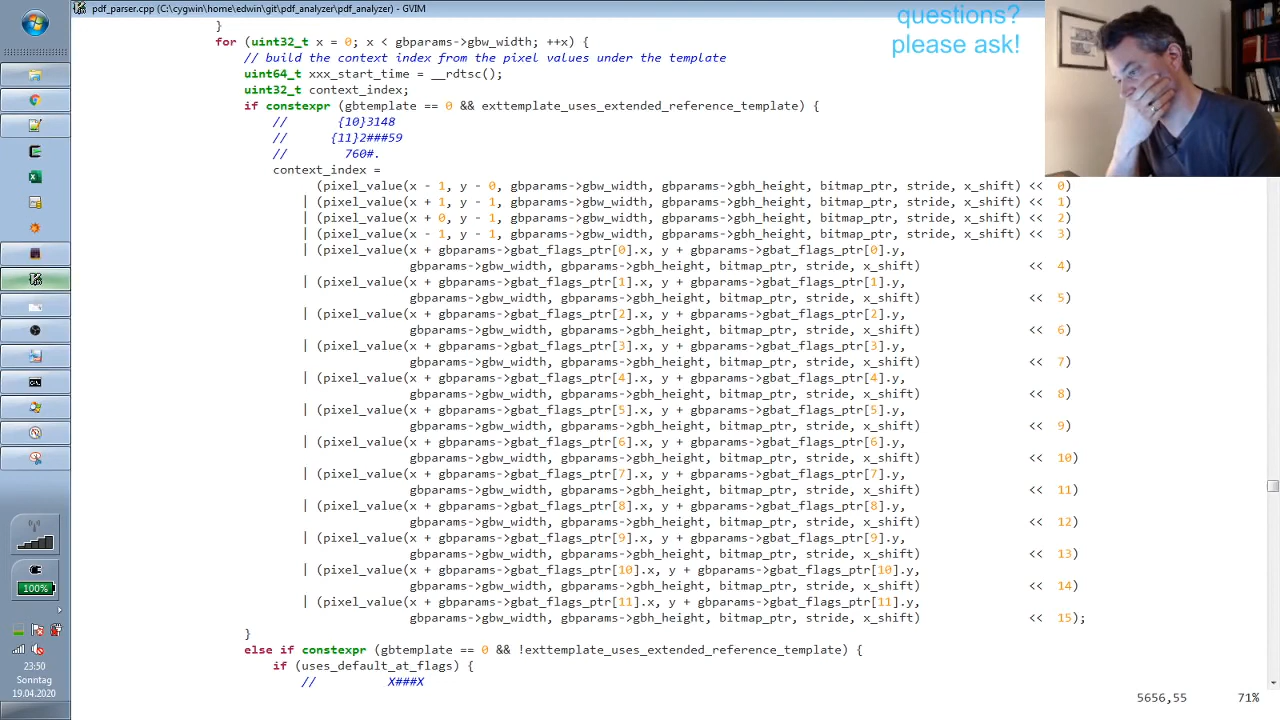 pdf_parser.cpp (C:\cygwin\home\edwin\git\pdf_analyzer\pdf_analyzer) - GVIM
questions?
please ask!
}
for (uint32_t x = 0; x < gbparams->gbw_width; ++x) {
// build the context index from the pixel values under the template
uint64_t xxx_start_time = __rdtsc();
uint32_t context_index;
if constexpr (gbtemplate == 0 && exttemplate_uses_extended_reference_template) {
// {10}3148
// {11}2###59
// 760#.
context_index =
(pixel_value(x - 1, y - 0, gbparams->gbw_width, gbparams->gbh_height, bitmap_ptr, stride, x_shift) << 0)
| (pixel_value(x + 1, y - 1, gbparams->gbw_width, gbparams->gbh_height, bitmap_ptr, stride, x_shift) << 1)
| (pixel_value(x + 0, y - 1, gbparams->gbw_width, gbparams->gbh_height, bitmap_ptr, stride, x_shift) << 2)
| (pixel_value(x - 1, y - 1, gbparams->gbw_width, gbparams->gbh_height, bitmap_ptr, stride, x_shift) << 3)
| (pixel_value(x + gbparams->gbat_flags_ptr[0].x, y + gbparams->gbat_flags_ptr[0].y,
gbparams->gbw_width, gbparams->gbh_height, bitmap_ptr, stride, x_shift) << 4)
| (pixel_value(x + gbparams->gbat_flags_ptr[1].x, y + gbparams->gbat_flags_ptr[1].y,
gbparams->gbw_width, gbparams->gbh_height, bitmap_ptr, stride, x_shift) << 5)
| (pixel_value(x + gbparams->gbat_flags_ptr[2].x, y + gbparams->gbat_flags_ptr[2].y,
gbparams->gbw_width, gbparams->gbh_height, bitmap_ptr, stride, x_shift) << 6)
| (pixel_value(x + gbparams->gbat_flags_ptr[3].x, y + gbparams->gbat_flags_ptr[3].y,
gbparams->gbw_width, gbparams->gbh_height, bitmap_ptr, stride, x_shift) << 7)
| (pixel_value(x + gbparams->gbat_flags_ptr[4].x, y + gbparams->gbat_flags_ptr[4].y,
gbparams->gbw_width, gbparams->gbh_height, bitmap_ptr, stride, x_shift) << 8)
| (pixel_value(x + gbparams->gbat_flags_ptr[5].x, y + gbparams->gbat_flags_ptr[5].y,
gbparams->gbw_width, gbparams->gbh_height, bitmap_ptr, stride, x_shift) << 9)
| (pixel_value(x + gbparams->gbat_flags_ptr[6].x, y + gbparams->gbat_flags_ptr[6].y,
gbparams->gbw_width, gbparams->gbh_height, bitmap_ptr, stride, x_shift) << 10)
| (pixel_value(x + gbparams->gbat_flags_ptr[7].x, y + gbparams->gbat_flags_ptr[7].y,
gbparams->gbw_width, gbparams->gbh_height, bitmap_ptr, stride, x_shift) << 11)
| (pixel_value(x + gbparams->gbat_flags_ptr[8].x, y + gbparams->gbat_flags_ptr[8].y,
gbparams->gbw_width, gbparams->gbh_height, bitmap_ptr, stride, x_shift) << 12)
| (pixel_value(x + gbparams->gbat_flags_ptr[9].x, y + gbparams->gbat_flags_ptr[9].y,
gbparams->gbw_width, gbparams->gbh_height, bitmap_ptr, stride, x_shift) << 13)
| (pixel_value(x + gbparams->gbat_flags_ptr[10].x, y + gbparams->gbat_flags_ptr[10].y,
gbparams->gbw_width, gbparams->gbh_height, bitmap_ptr, stride, x_shift) << 14)
| (pixel_value(x + gbparams->gbat_flags_ptr[11].x, y + gbparams->gbat_flags_ptr[11].y,
gbparams->gbw_width, gbparams->gbh_height, bitmap_ptr, stride, x_shift) << 15);
}
else if constexpr (gbtemplate == 0 && !exttemplate_uses_extended_reference_template) {
if (uses_default_at_flags) {
// X###X
5656,55 71%
100%
23:50
Sonntag
19.04.2020